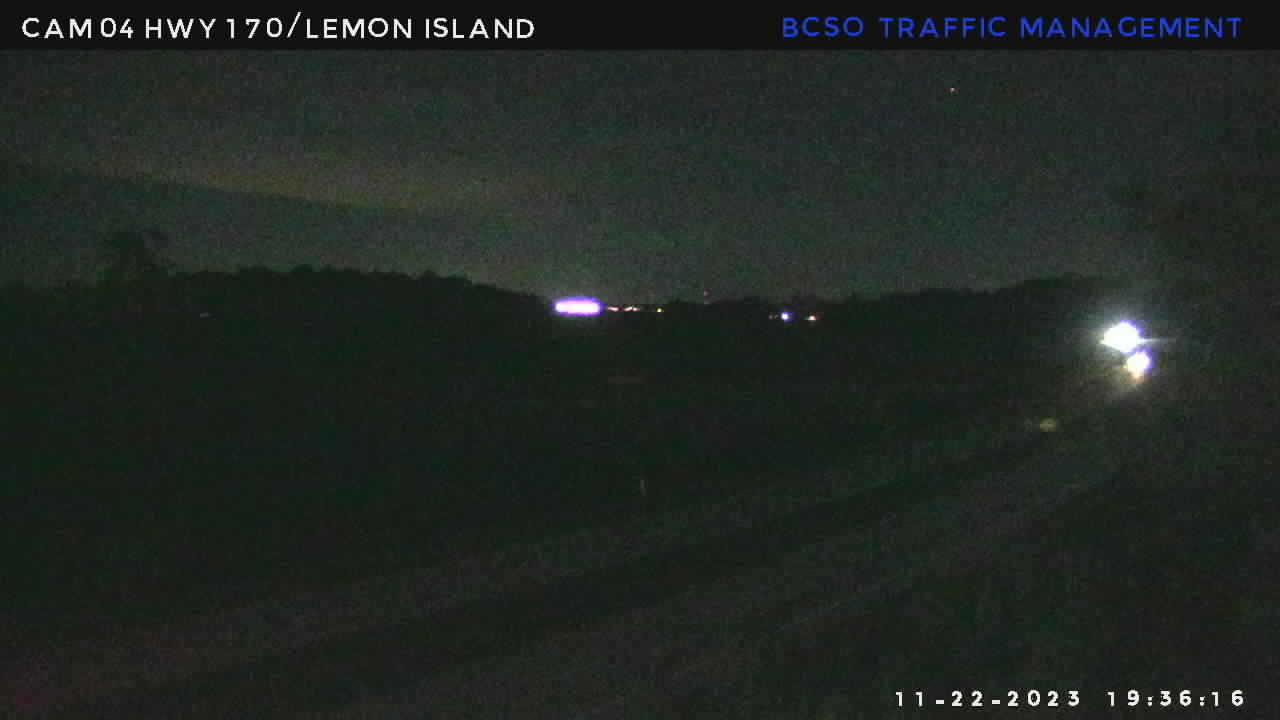 CAM04 HWY 170/LEMON ISLAND
BCSO TRAFFIC MANAGEMENT
11-22-2023 19:36:16